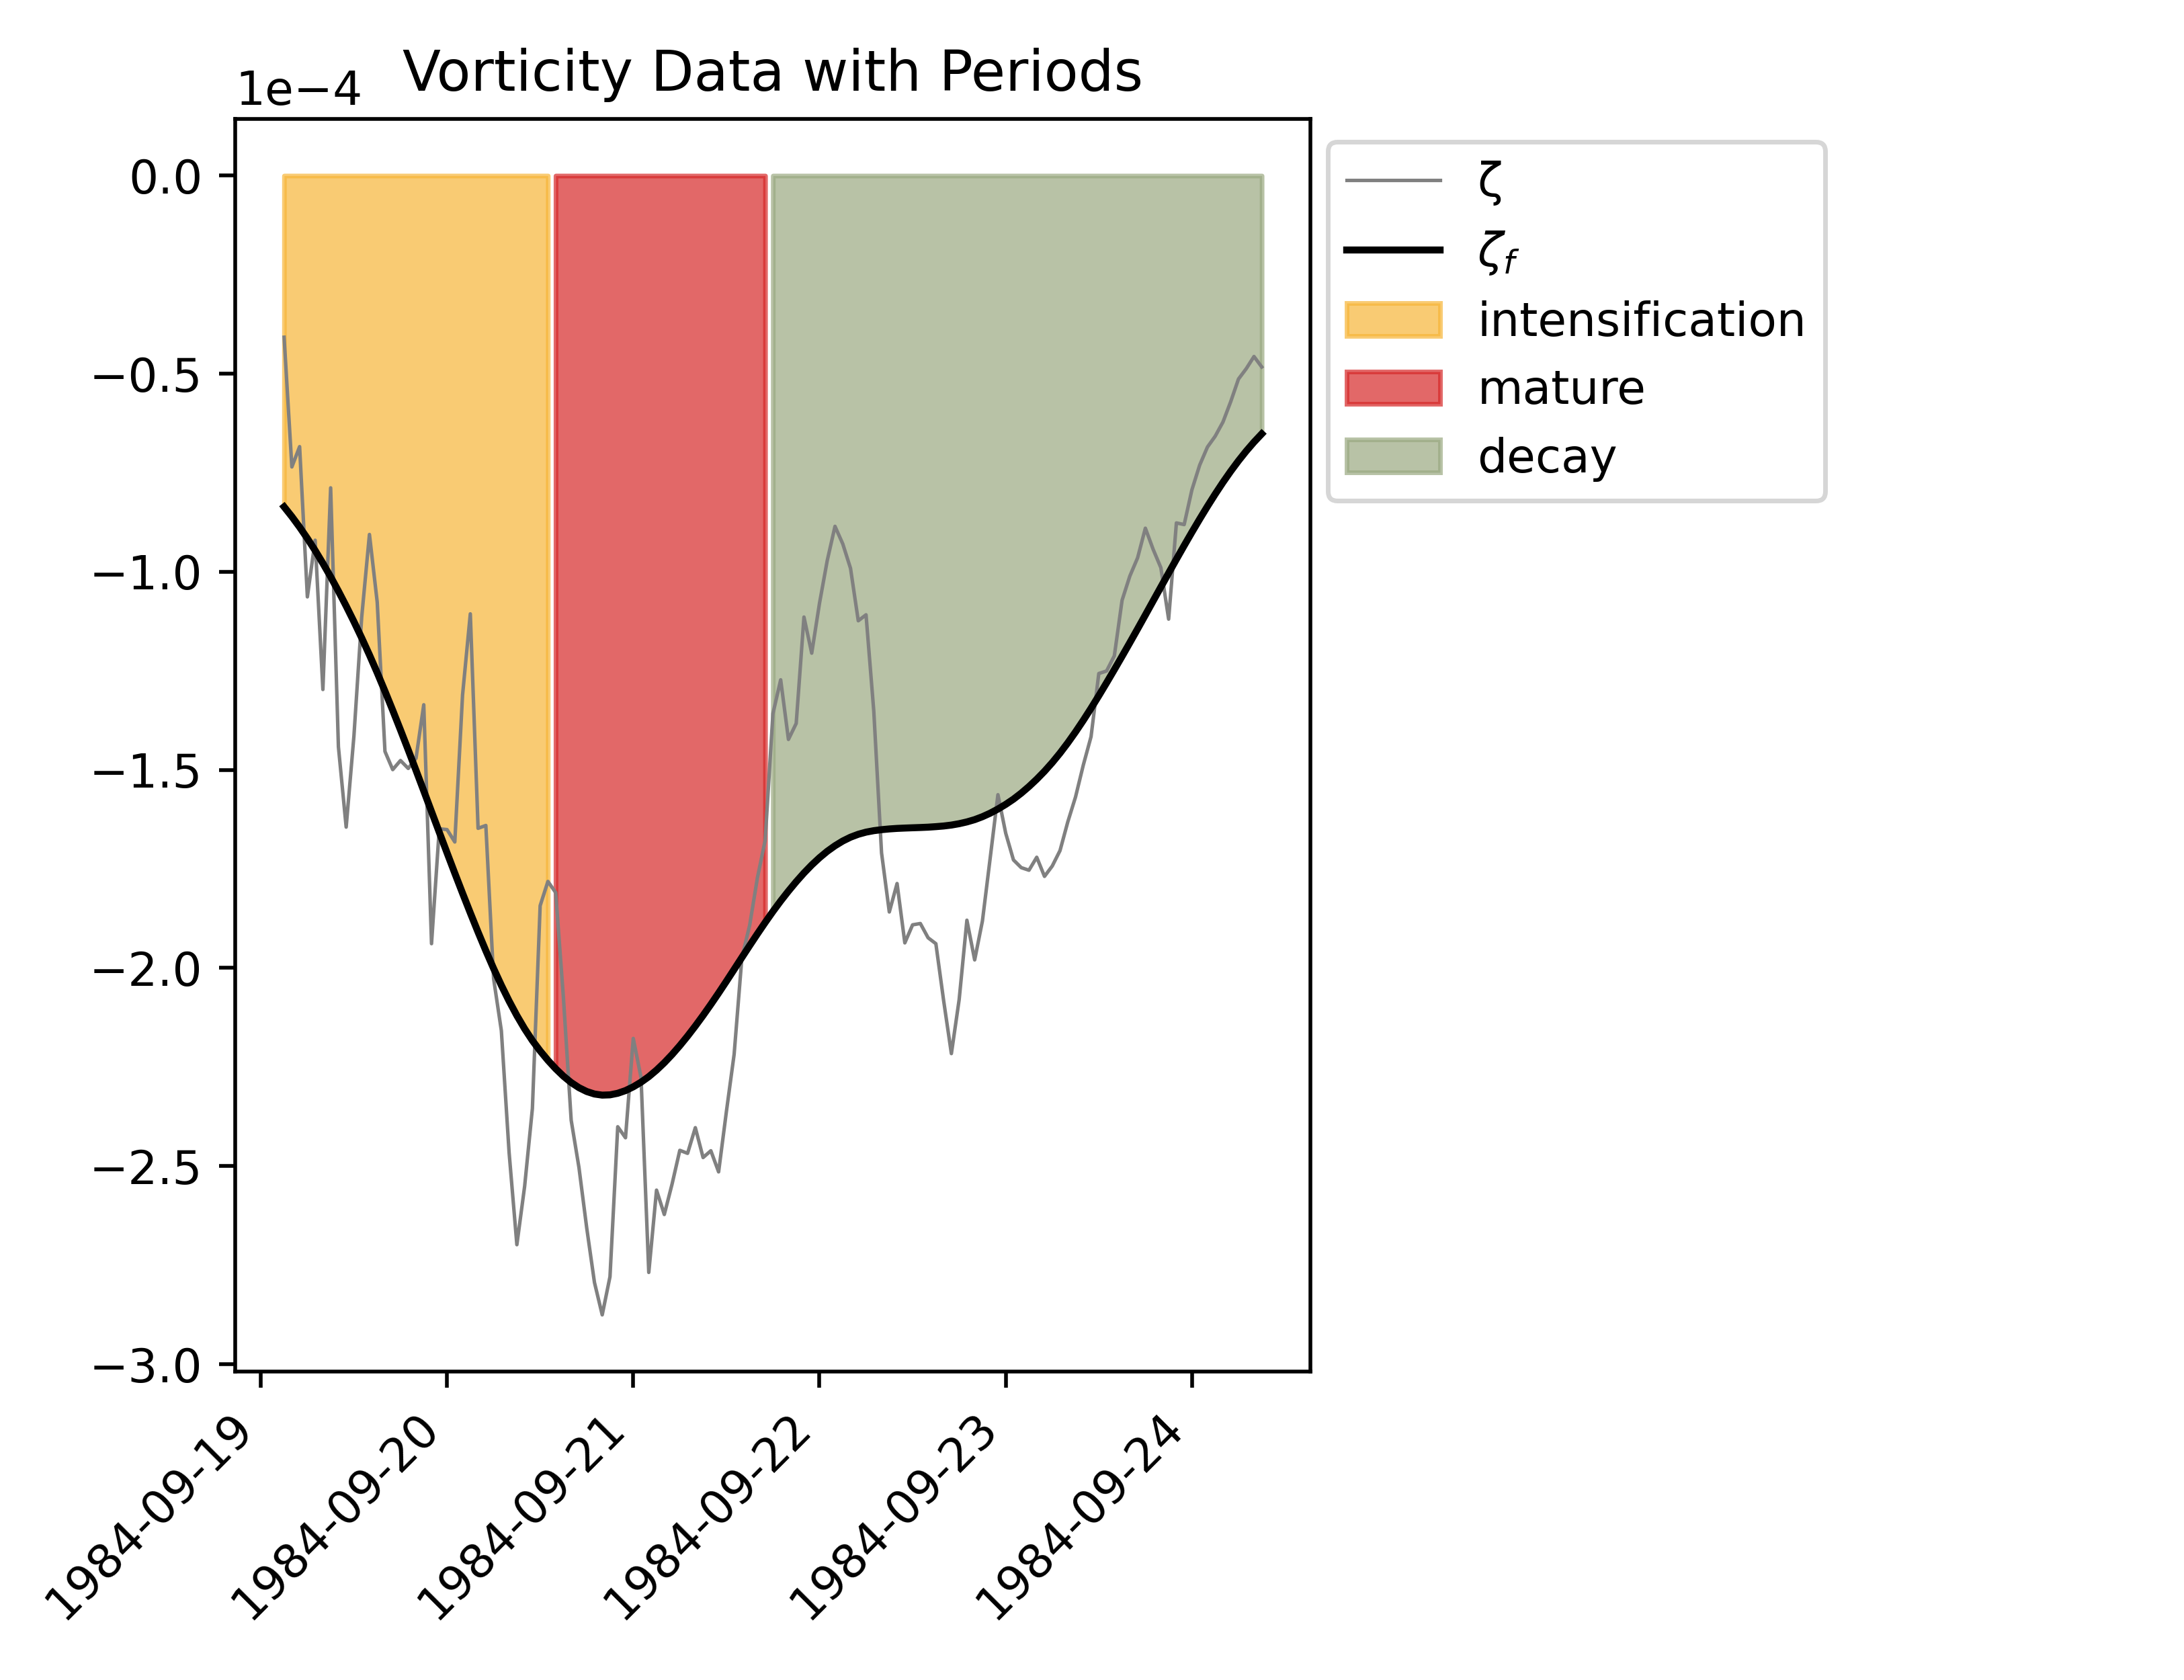 Vorticity Data with Periods
1e−4
0.0
−0.5
−1.0
−1.5
−2.0
−2.5
−3.0
1984-09-19
1984-09-20
1984-09-21
1984-09-22
1984-09-23
1984-09-24
ζ
ζf
intensification
mature
decay